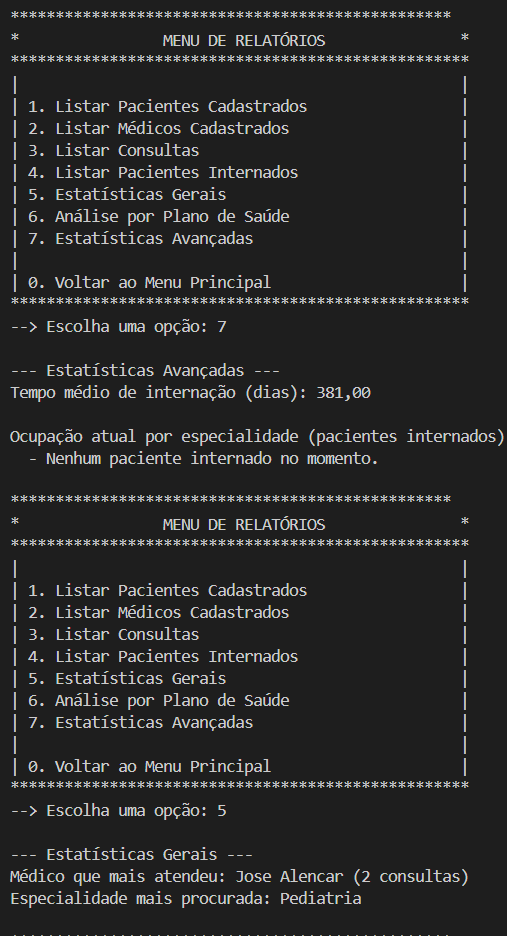 *************************************************
*                MENU DE RELATÓRIOS               *
***************************************************
|                                                 |
| 1. Listar Pacientes Cadastrados                 |
| 2. Listar Médicos Cadastrados                   |
| 3. Listar Consultas                             |
| 4. Listar Pacientes Internados                  |
| 5. Estatísticas Gerais                          |
| 6. Análise por Plano de Saúde                   |
| 7. Estatísticas Avançadas                       |
|                                                 |
| 0. Voltar ao Menu Principal                     |
***************************************************
--> Escolha uma opção: 7

--- Estatísticas Avançadas ---
Tempo médio de internação (dias): 381,00

Ocupação atual por especialidade (pacientes internados)
  - Nenhum paciente internado no momento.

*************************************************
*                MENU DE RELATÓRIOS               *
***************************************************
|                                                 |
| 1. Listar Pacientes Cadastrados                 |
| 2. Listar Médicos Cadastrados                   |
| 3. Listar Consultas                             |
| 4. Listar Pacientes Internados                  |
| 5. Estatísticas Gerais                          |
| 6. Análise por Plano de Saúde                   |
| 7. Estatísticas Avançadas                       |
|                                                 |
| 0. Voltar ao Menu Principal                     |
***************************************************
--> Escolha uma opção: 5

--- Estatísticas Gerais ---
Médico que mais atendeu: Jose Alencar (2 consultas)
Especialidade mais procurada: Pediatria